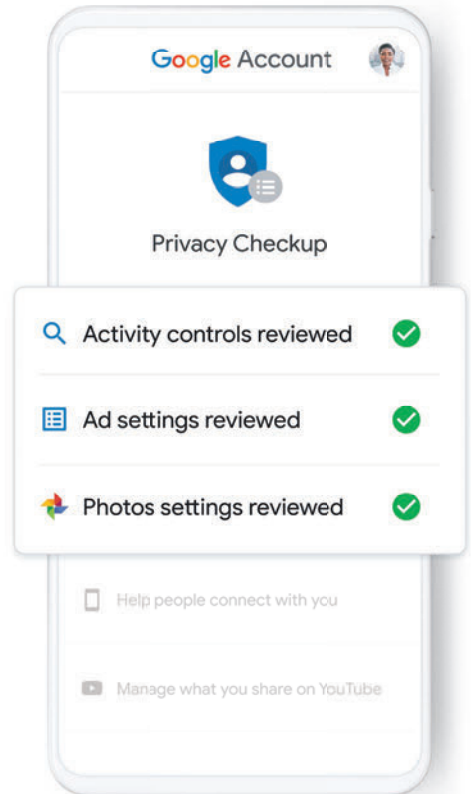 Google Account
Privacy Checkup
Activity controls reviewed
Ad settings reviewed
Photos settings reviewed
Help people connect with you
Manage what you share on YouTube